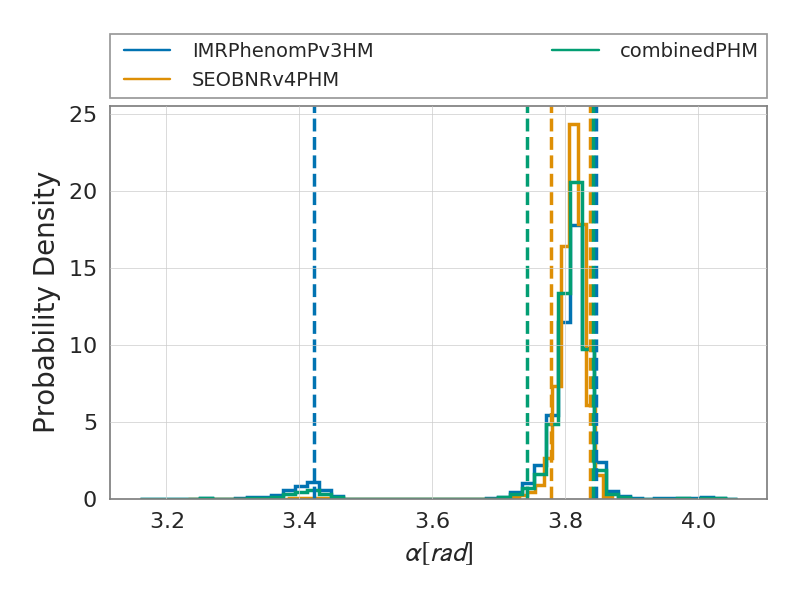 IMRPhenomPv3HM
SEOBNRv4PHM
combinedPHM
25
20
15
10
5
0
Probability Density
3.2 3.4 3.6 3.8 4.0
α[rad]